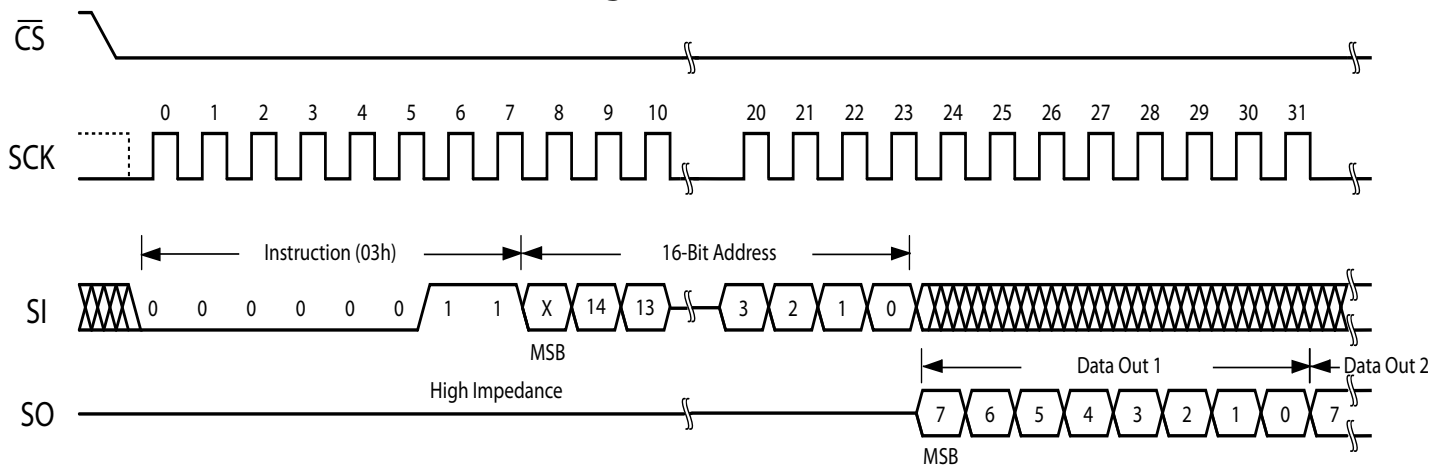 CS
0 1 2 3 4 5 6 7 8 9 10 20 21 22 23 24 25 26 27 28 29 30 31
SCK
Instruction (03h) 16-Bit Address
SI 0 0 0 0 0 0 1 1 X 14 13 3 2 1 0
MSB
Data Out 1 Data Out 2
High Impedance
SO 7 6 5 4 3 2 1 0 7
MSB